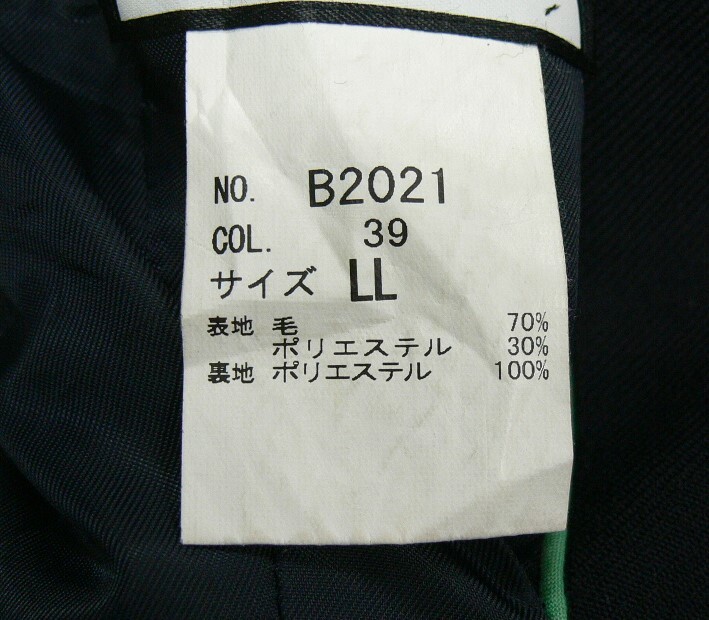 NO. B2021
COL. 39
サイズ LL
表地 毛 70%
ポリエステル 30%
裏地 ポリエステル 100%